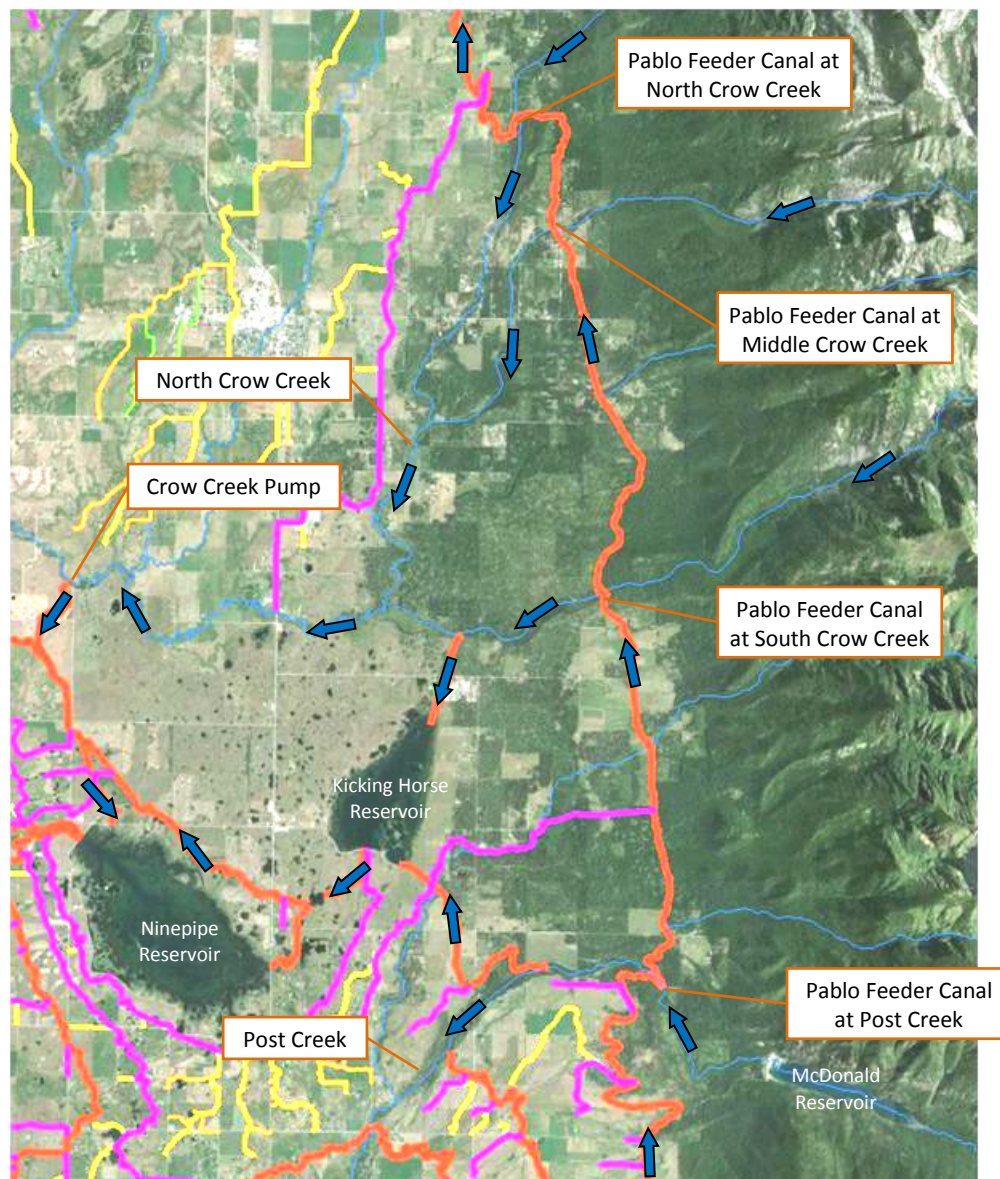 Pablo Feeder Canal at
North Crow Creek
Pablo Feeder Canal at
Middle Crow Creek
North Crow Creek
Crow Creek Pump
Pablo Feeder Canal
at South Crow Creek
Kicking Horse
Reservoir
Ninepipe
Reservoir
Pablo Feeder Canal
at Post Creek
Post Creek
McDonald
Reservoir